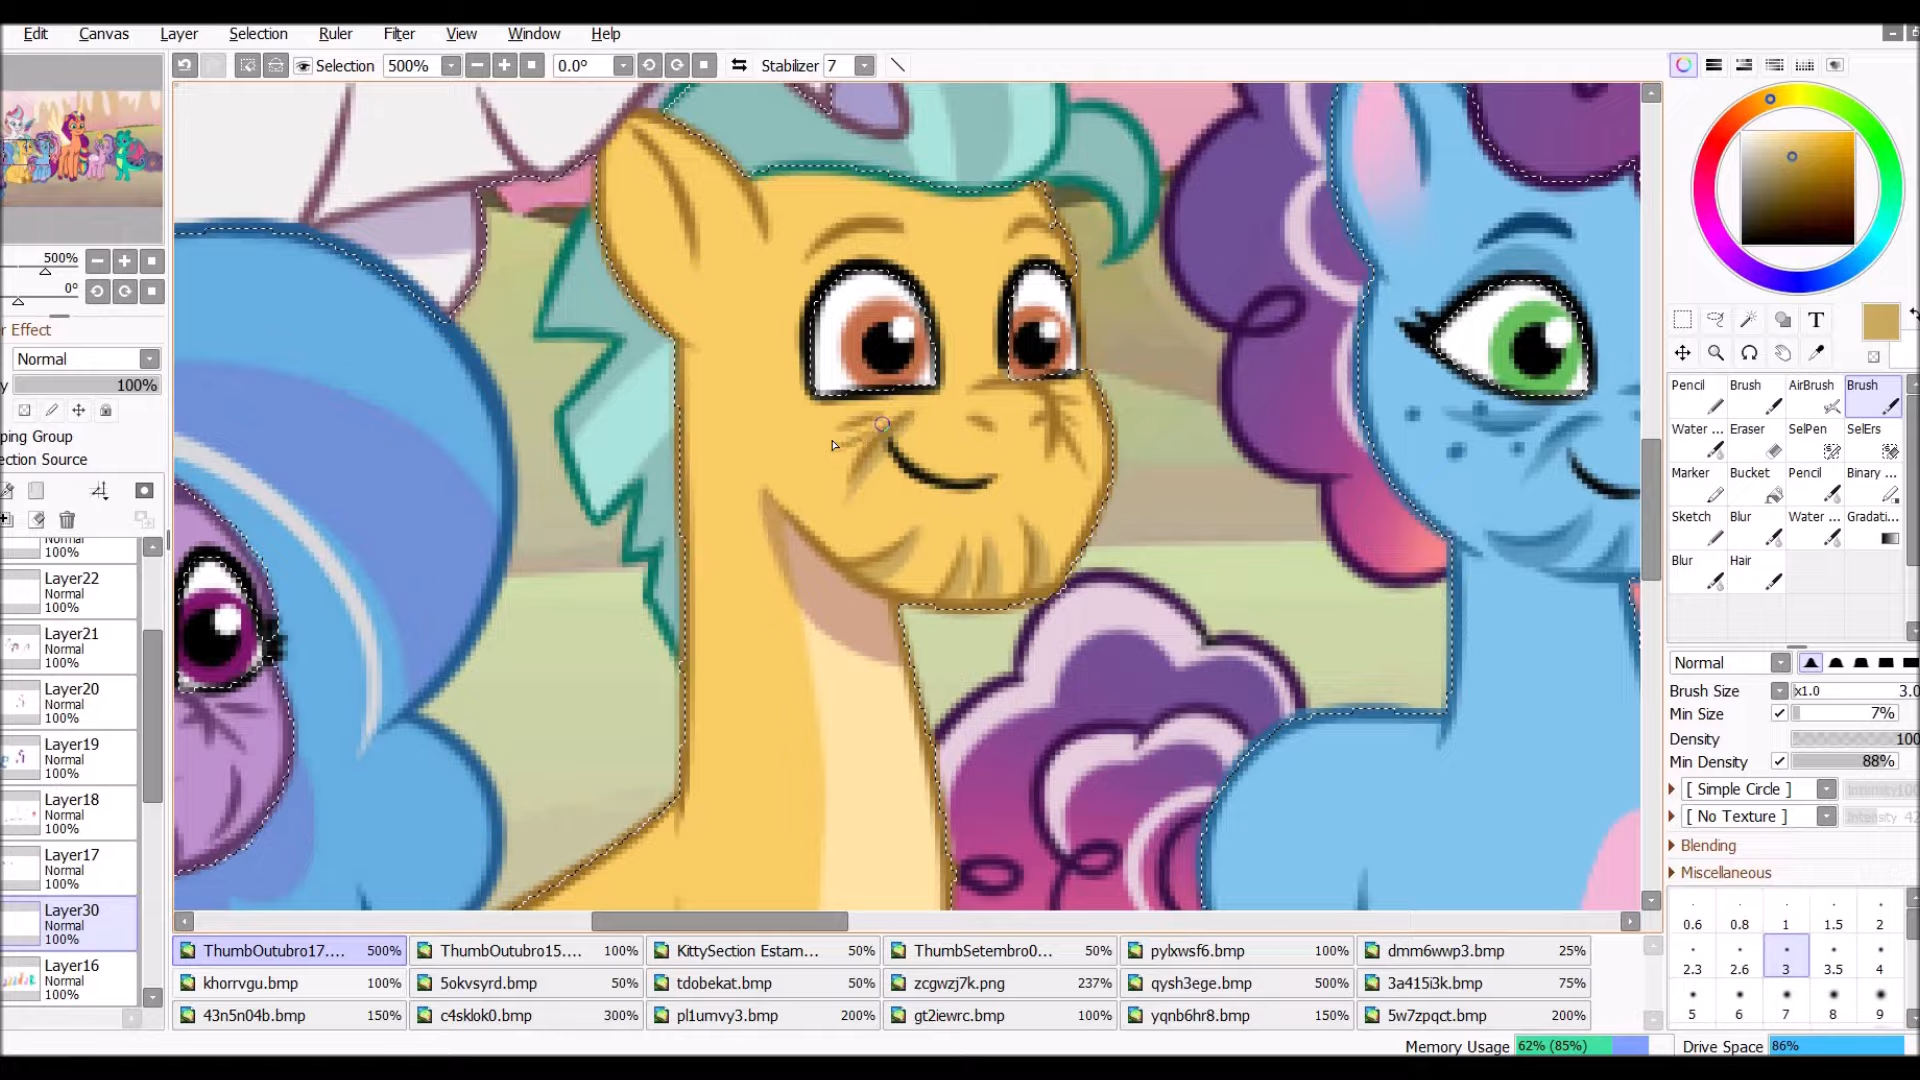 Edit Canvas Layer Selection Ruler Filter View Window Help
Selection 500% 0.0° Stabilizer 7
500%
0°
r Effect
Normal
y 100%
ping Group
ection Source
Normal
100%
Layer22
Normal
100%
Layer21
Normal
100%
Layer20
Normal
100%
Layer19
Normal
100%
Layer18
Normal
100%
Layer17
Normal
100%
Layer30
Normal
100%
Layer16
Normal
100%
T
Pencil Brush AirBrush Brush
Water ... Eraser SelPen SelErs
Marker Bucket Pencil Binary ...
Sketch Blur Water ... Gradati...
Blur Hair
Normal
Brush Size x1.0 3.0
Min Size 7%
Density 100
Min Density 88%
[ Simple Circle ] Intensity100
[ No Texture ] Intensity 42
Blending
Miscellaneous
0.6 0.8 1 1.5 2
2.3 2.6 3 3.5 4
5 6 7 8 9
ThumbOutubro17.... 500% ThumbOutubro15.... 100% KittySection Estam... 50% ThumbSetembro0... 50% pylxwsf6.bmp 100% dmm6wwp3.bmp 25%
khorrvgu.bmp 100% 5okvsyrd.bmp 50% tdobekat.bmp 50% zcgwzj7k.png 237% qysh3ege.bmp 500% 3a415i3k.bmp 75%
43n5n04b.bmp 150% c4sklok0.bmp 300% pl1umvy3.bmp 200% gt2iewrc.bmp 100% yqnb6hr8.bmp 150% 5w7zpqct.bmp 200%
Memory Usage 62% (85%) Drive Space 86%